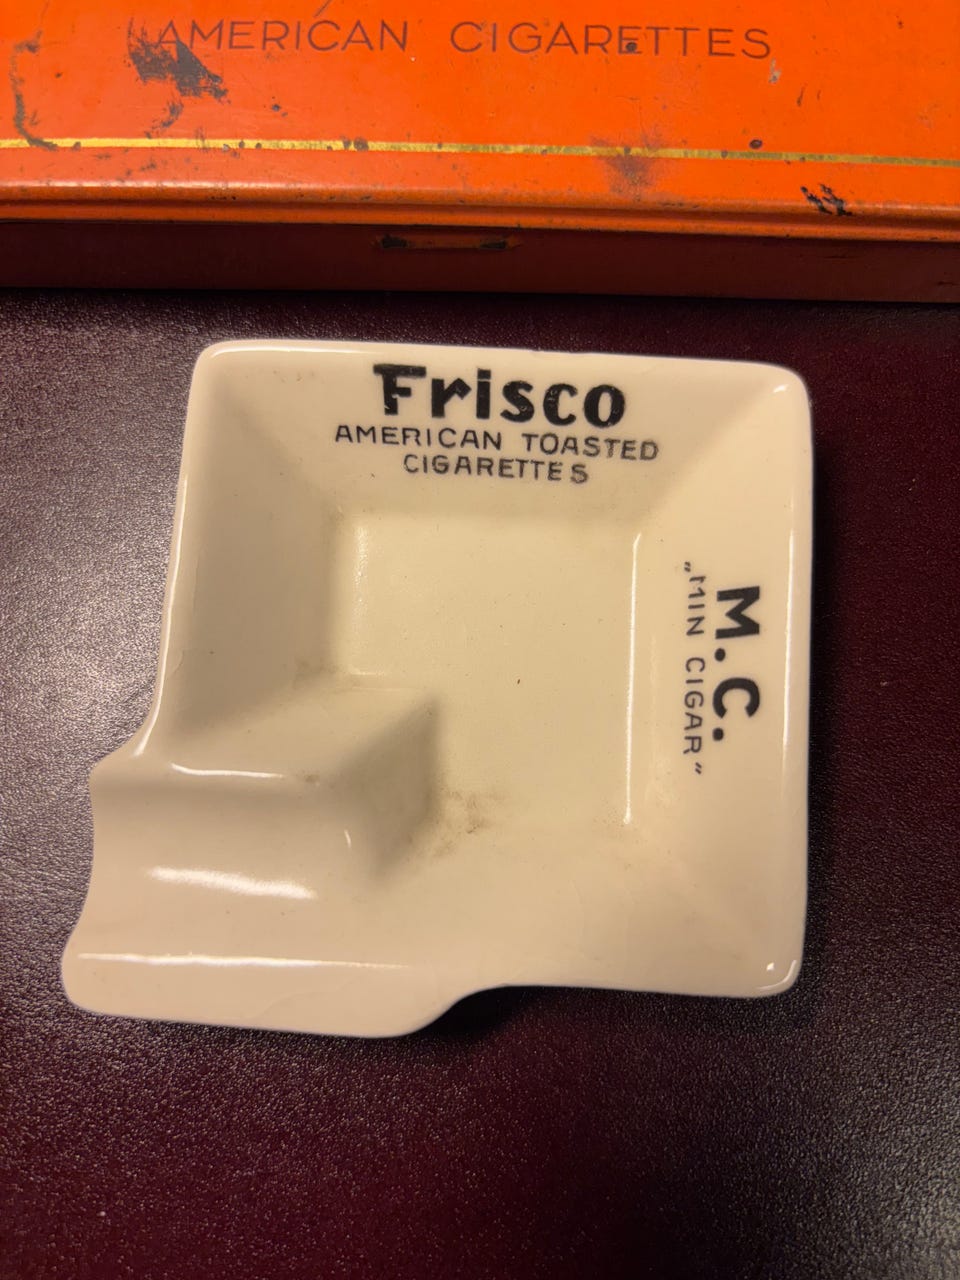 AMERICAN CIGARETTES
Frisco
AMERICAN TOASTED
CIGARETTES
M.C.
„MIN CIGAR”